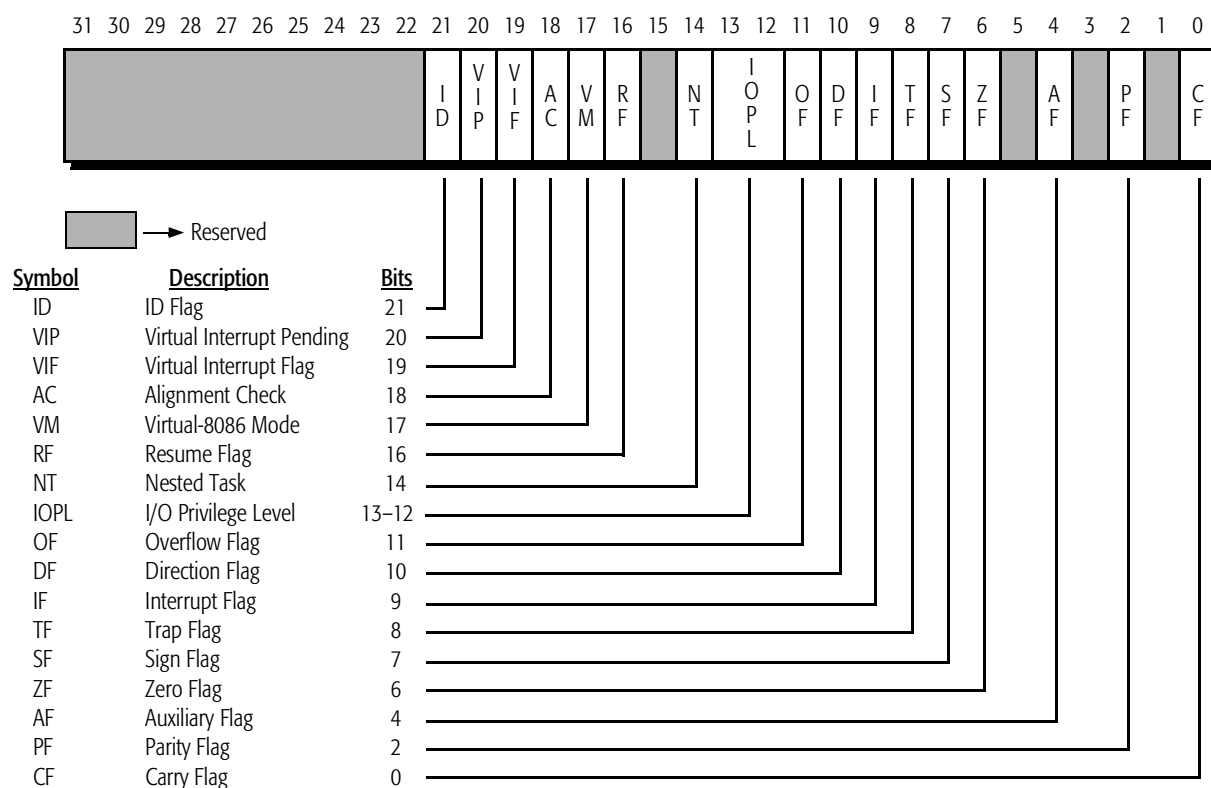 31 30 29 28 27 26 25 24 23 22 21 20 19 18 17 16 15 14 13 12 11 10 9 8 7 6 5 4 3 2 1 0
ID VIP VIF AC VM RF NT IOPL OF DF IF TF SF ZF AF PF CF
Reserved
Symbol Description Bits
ID ID Flag 21
VIP Virtual Interrupt Pending 20
VIF Virtual Interrupt Flag 19
AC Alignment Check 18
VM Virtual-8086 Mode 17
RF Resume Flag 16
NT Nested Task 14
IOPL I/O Privilege Level 13–12
OF Overflow Flag 11
DF Direction Flag 10
IF Interrupt Flag 9
TF Trap Flag 8
SF Sign Flag 7
ZF Zero Flag 6
AF Auxiliary Flag 4
PF Parity Flag 2
CF Carry Flag 0